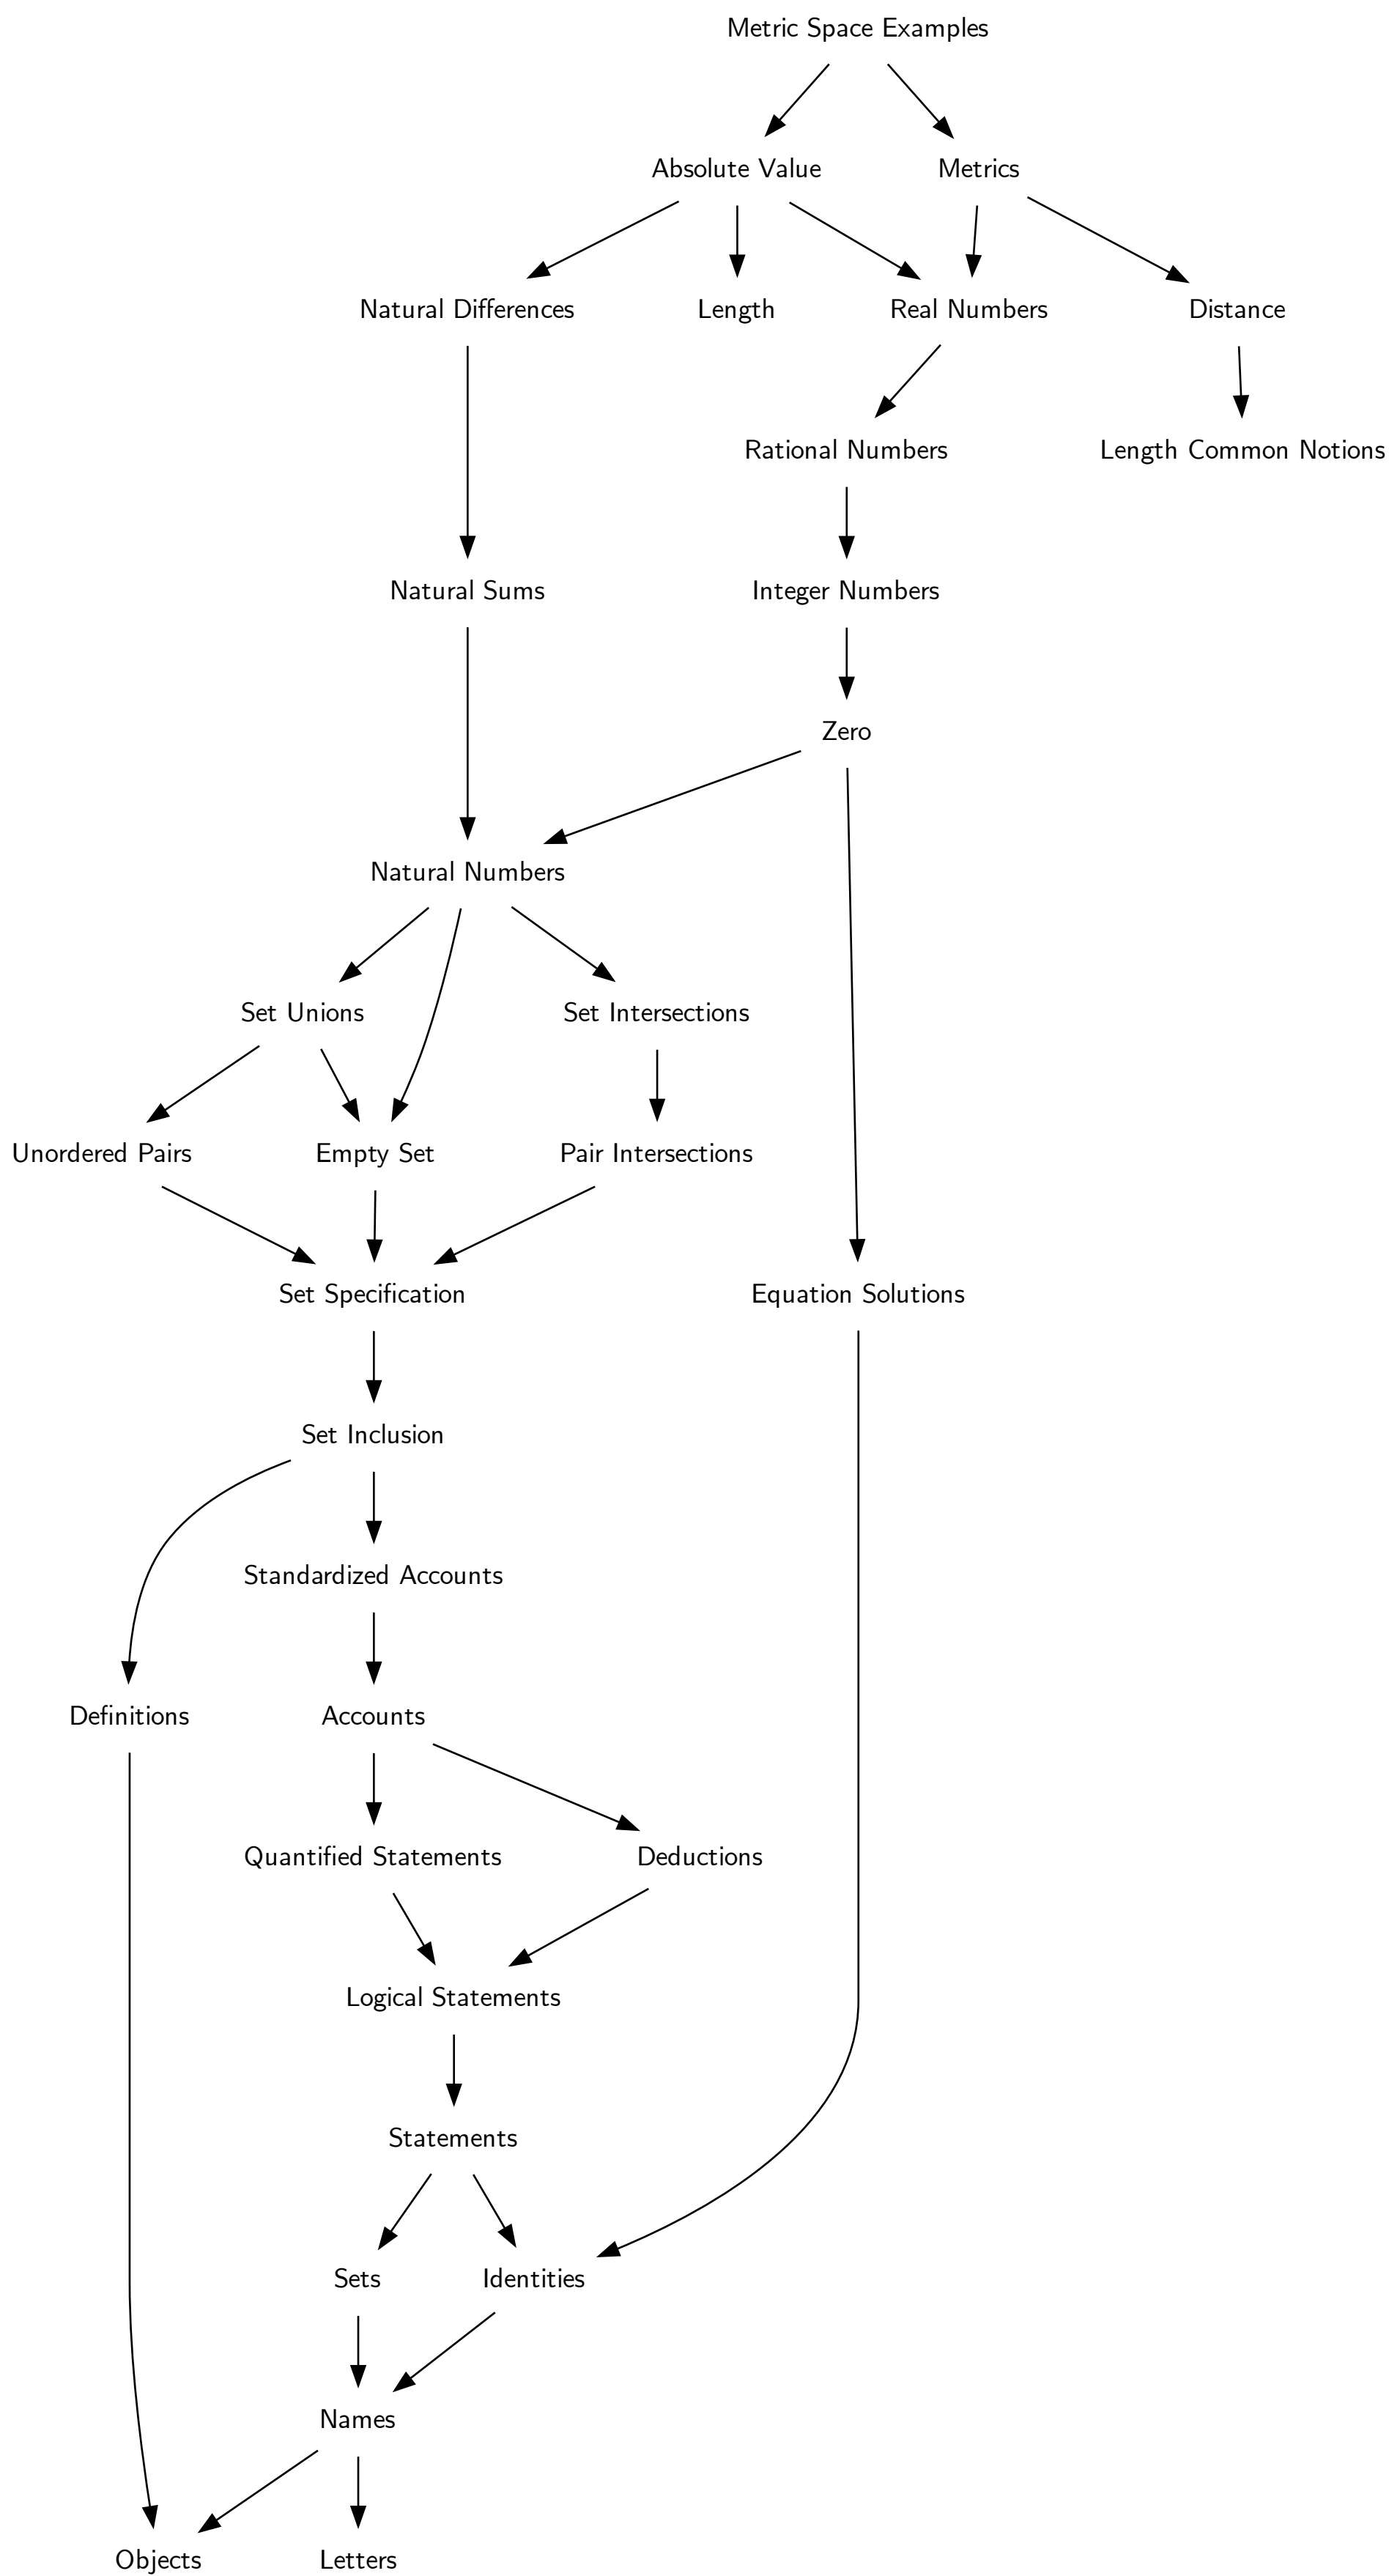 Metric Space Examples
Absolute Value
Metrics
Natural Differences
Length
Real Numbers
Distance
Rational Numbers
Length Common Notions
Natural Sums
Integer Numbers
Zero
Natural Numbers
Set Unions
Set Intersections
Unordered Pairs
Empty Set
Pair Intersections
Set Specification
Equation Solutions
Set Inclusion
Standardized Accounts
Definitions
Accounts
Quantified Statements
Deductions
Logical Statements
Statements
Sets
Identities
Names
Objects
Letters